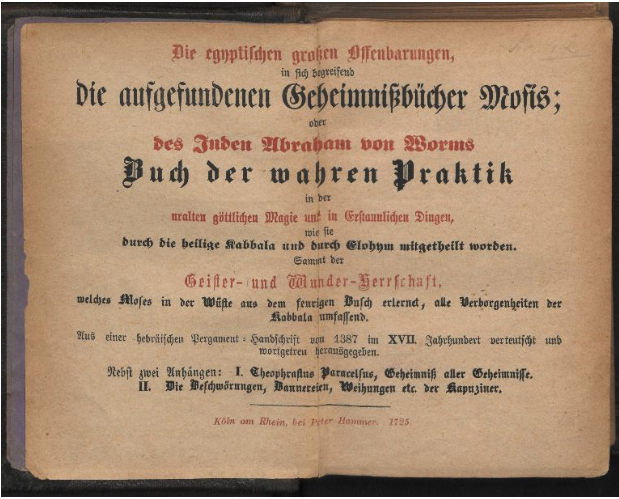 Die egyptischen großen Offenbarungen,
in sich begreifend
die aufgefundenen Geheimnißbücher Mosis;
oder
des Juden Abraham von Worms
Buch der wahren Praktik
in der
uralten göttlichen Magie und in Erstaunlichen Dingen,
wie sie
durch die heilige Kabbala und durch Elohym mitgetheilt worden.
Sammt der
Geister- und Wunder-Herrschaft,
welches Moses in der Wüste aus dem feurigen Busch erlernet, alle Verborgenheiten der
Kabbala umfassend.
Aus einer hebräischen Pergament-Handschrift von 1387 im XVII. Jahrhundert verteutscht und
wortgetreu herausgegeben.
Nebst zwei Anhängen: I. Theophrastus Paracelsus, Geheimniß aller Geheimnisse.
II. Die Beschwörungen, Bannereien, Weihungen etc. der Kapuziner.
Köln am Rhein, bei Peter Hammer. 1725